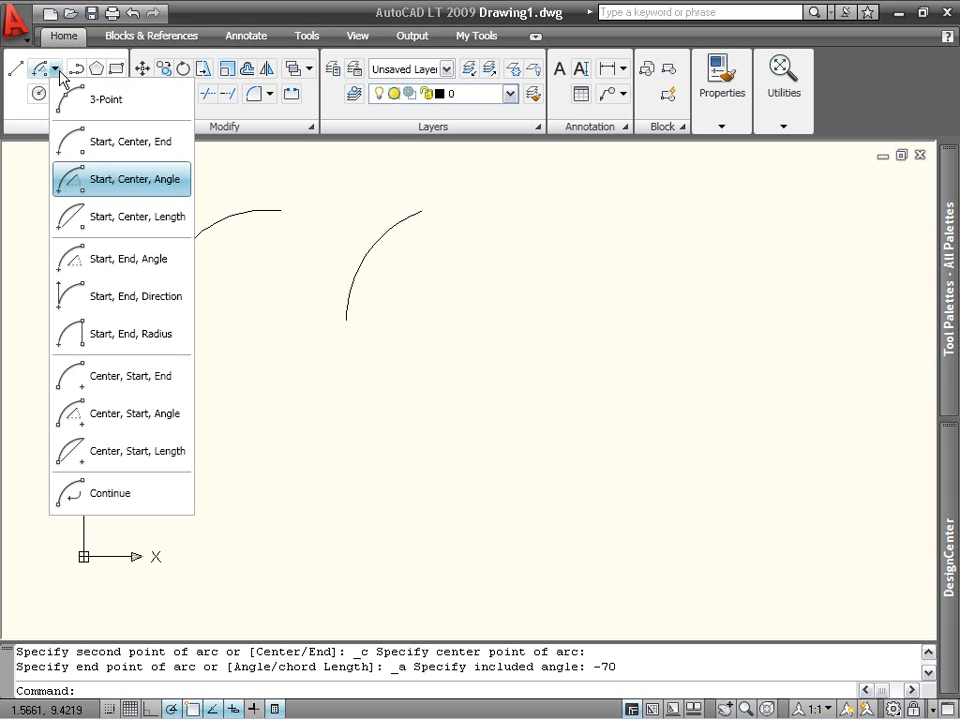 AutoCAD LT 2009 Drawing1.dwg
Type a keyword or phrase
Home
Blocks & References
Annotate
Tools
View
Output
My Tools
Unsaved Layer
0
Properties
Utilities
Modify
Layers
Annotation
Block
3-Point
Start, Center, End
Start, Center, Angle
Start, Center, Length
Start, End, Angle
Start, End, Direction
Start, End, Radius
Center, Start, End
Center, Start, Angle
Center, Start, Length
Continue
X
Tool Palettes - All Palettes
DesignCenter
Specify second point of arc or [Center/End]: _c Specify center point of arc:
Specify end point of arc or [Angle/chord Length]: _a Specify included angle: -70
Command:
1.5661, 9.4219
1:1